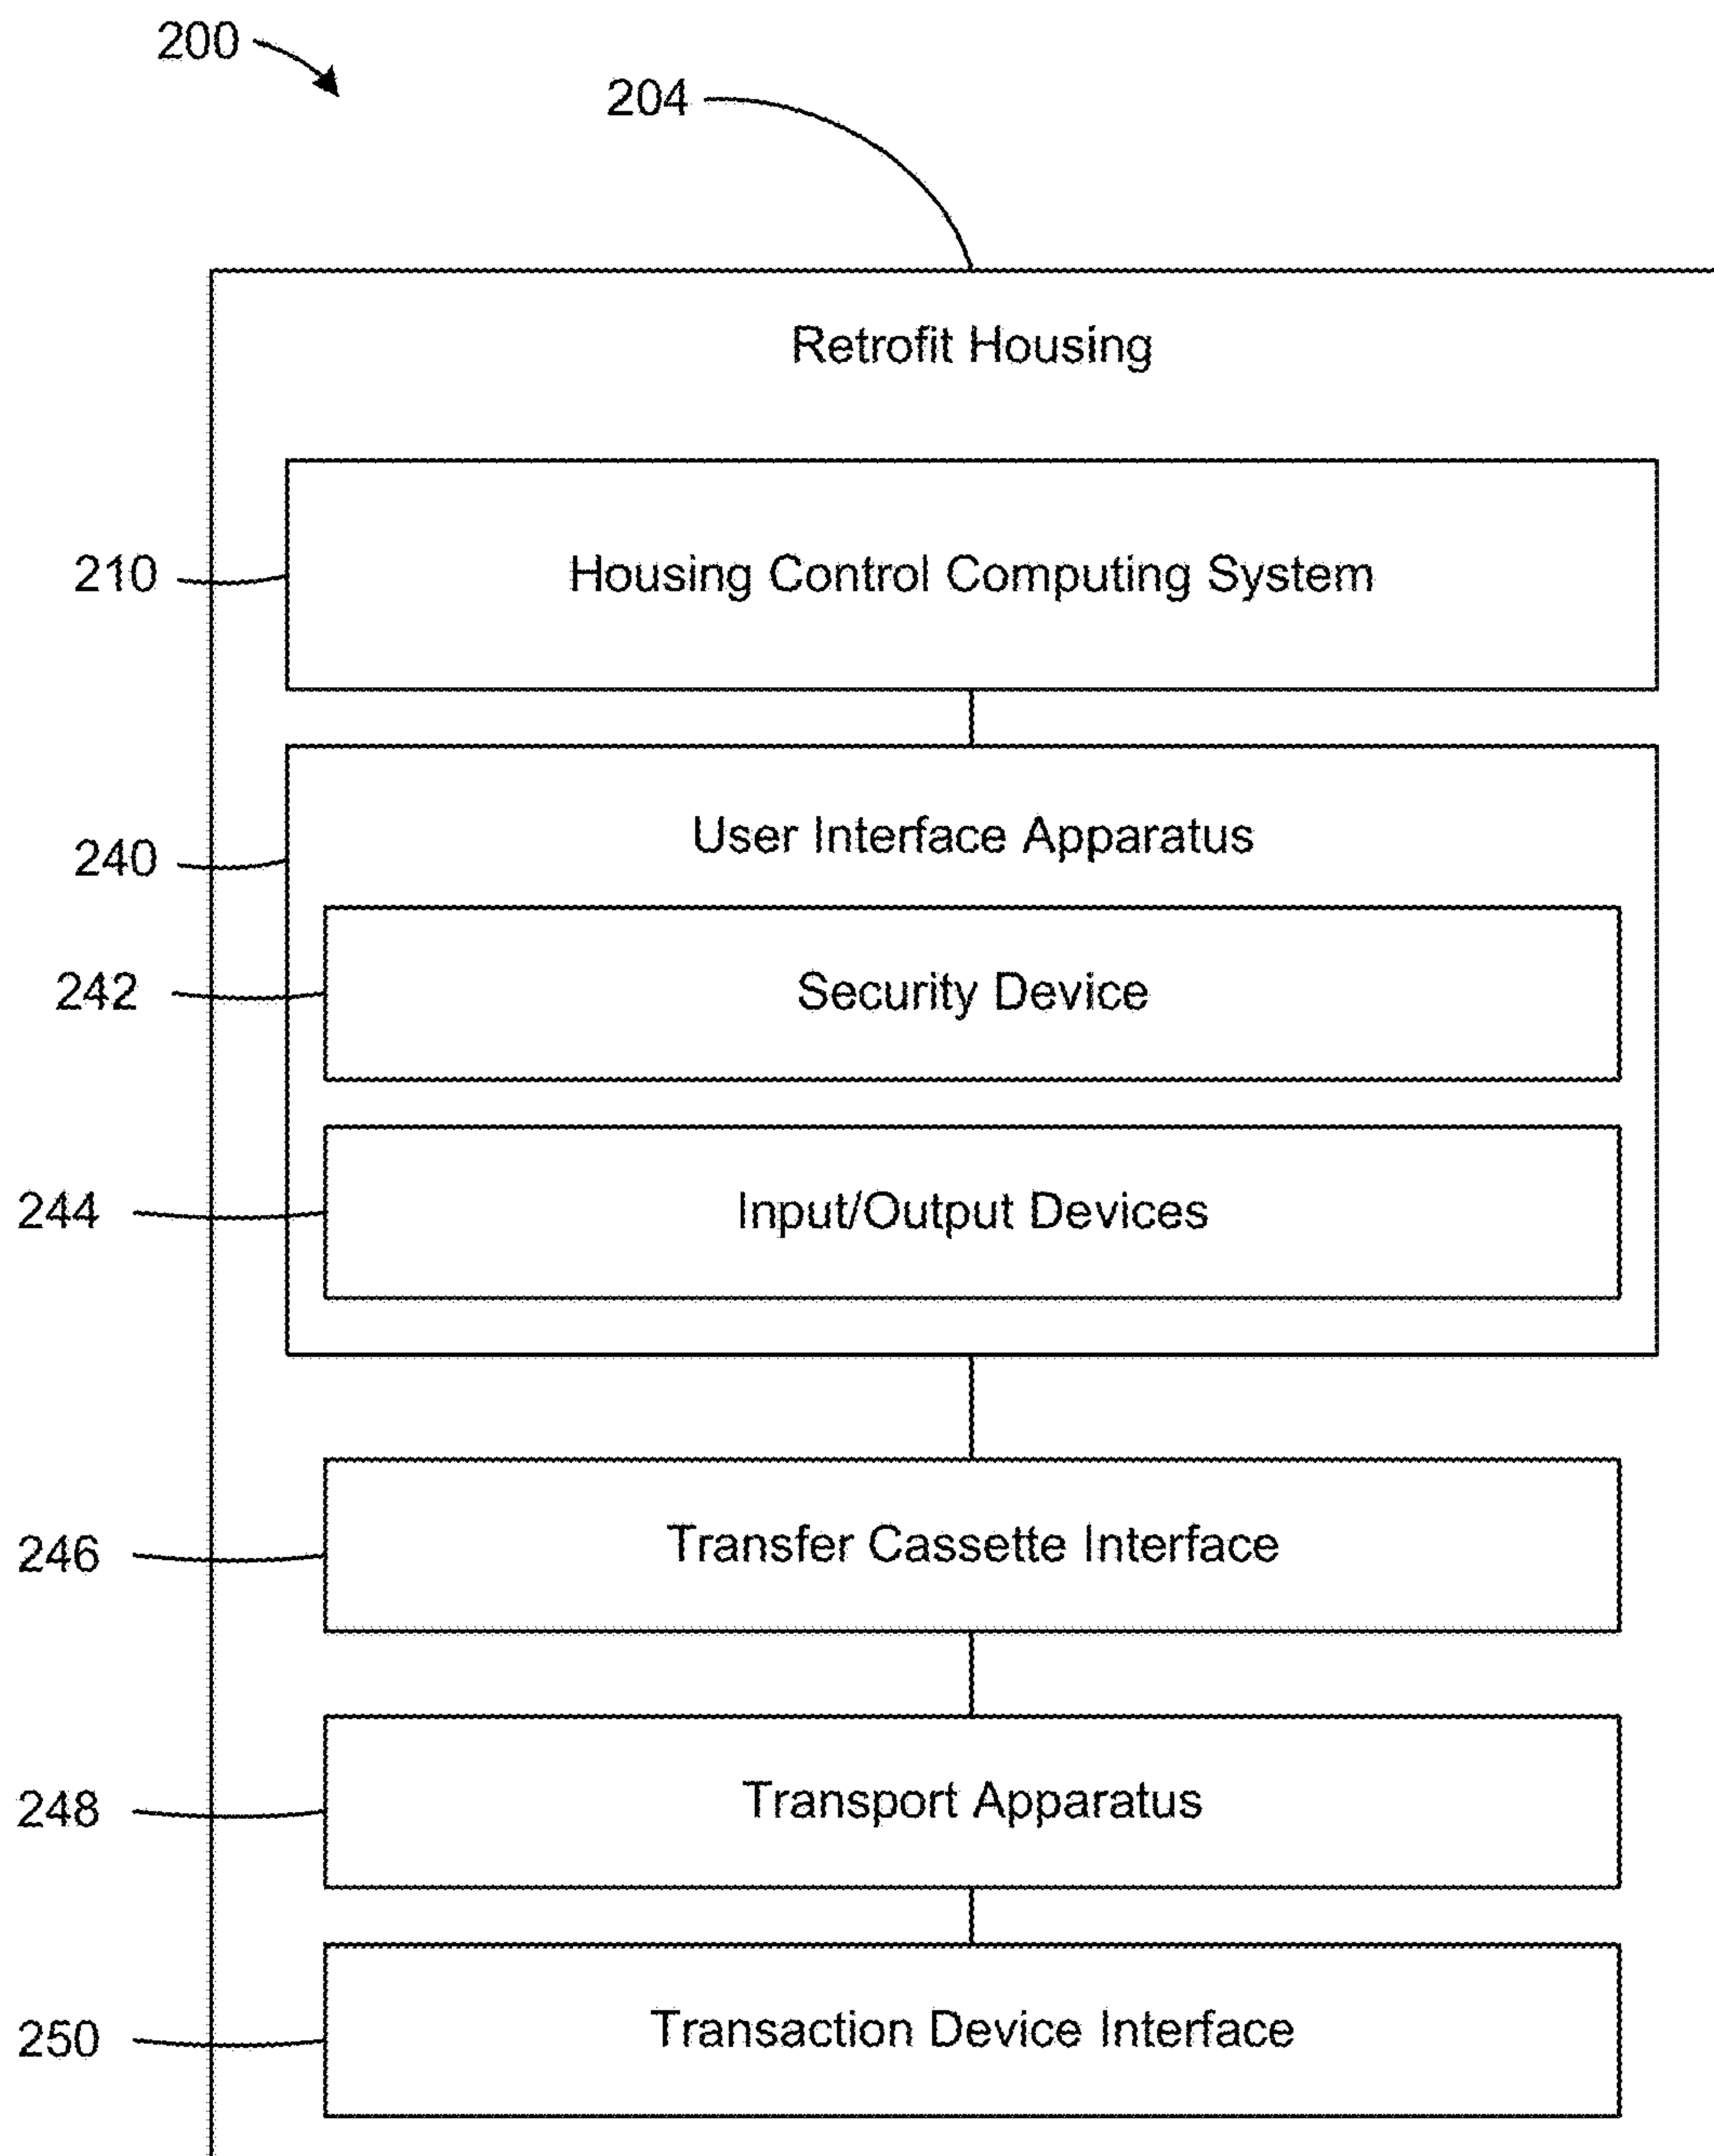 200
204
Retrofit Housing
210
Housing Control Computing System
240
User Interface Apparatus
242
Security Device
244
Input/Output Devices
246
Transfer Cassette Interface
248
Transport Apparatus
250
Transaction Device Interface